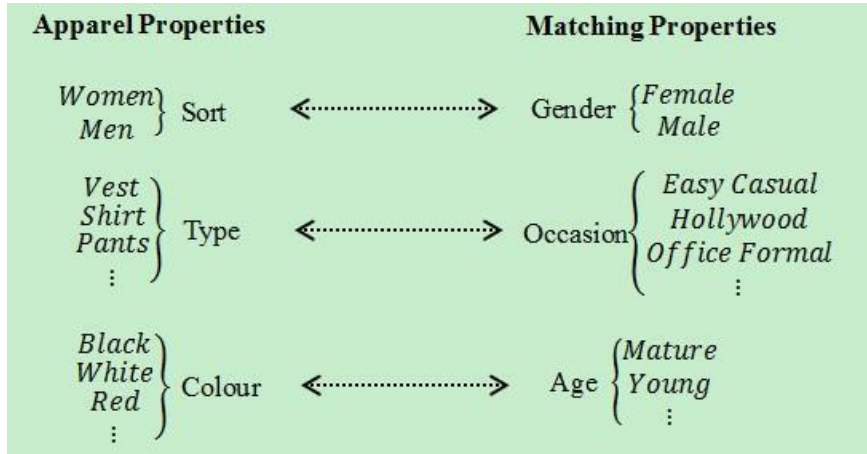 Apparel Properties Matching Properties
Women
Men
Sort
Gender
Female
Male
Vest
Shirt
Pants
⋮
Type
Occasion
Easy Casual
Hollywood
Office Formal
⋮
Black
White
Red
⋮
Colour
Age
Mature
Young
⋮